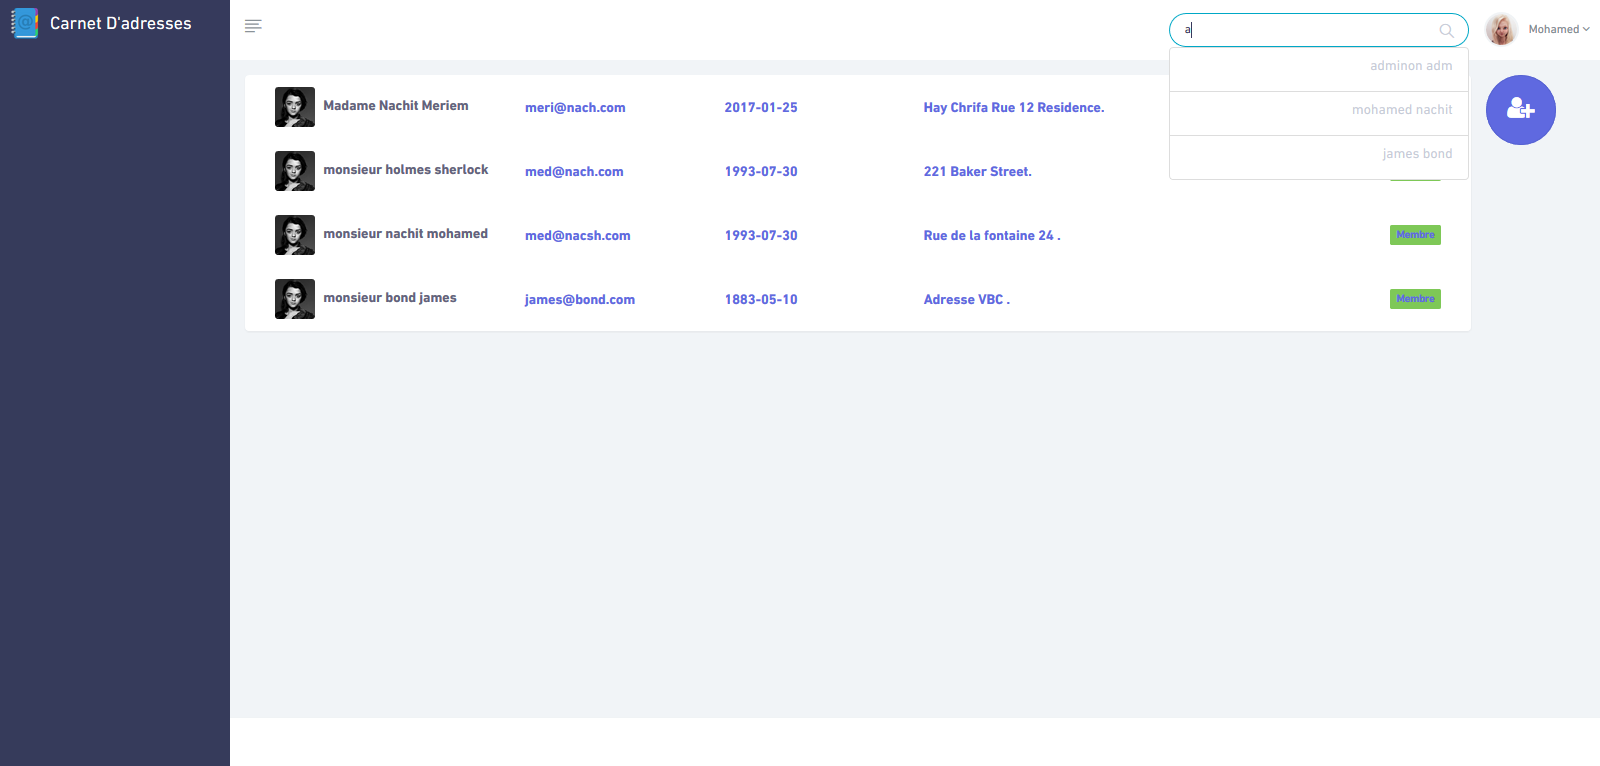 Carnet D'adresses
a
Mohamed
adminon adm
mohamed nachit
james bond
Madame Nachit Meriem meri@nach.com 2017-01-25 Hay Chrifa Rue 12 Residence.
monsieur holmes sherlock med@nach.com 1993-07-30 221 Baker Street.
monsieur nachit mohamed med@nacsh.com 1993-07-30 Rue de la fontaine 24 . Membre
monsieur bond james james@bond.com 1883-05-10 Adresse VBC . Membre